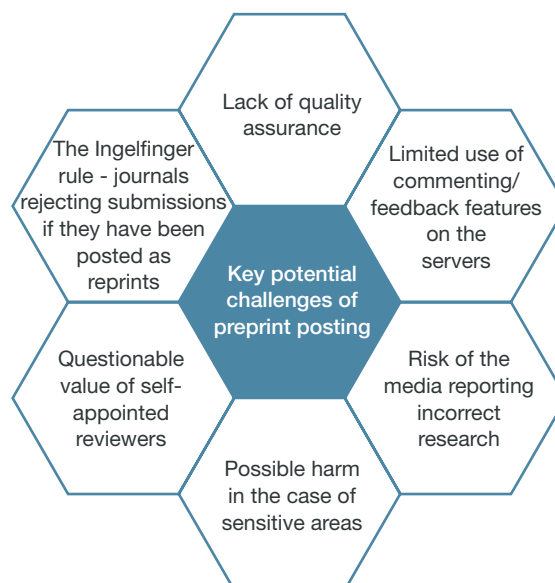 Lack of quality
assurance
The Ingelfinger
rule - journals
rejecting submissions
if they have been
posted as
reprints
Limited use of
commenting/
feedback features
on the
servers
Key potential
challenges of
preprint posting
Questionable
value of self-
appointed
reviewers
Risk of the
media reporting
incorrect
research
Possible harm
in the case of
sensitive areas